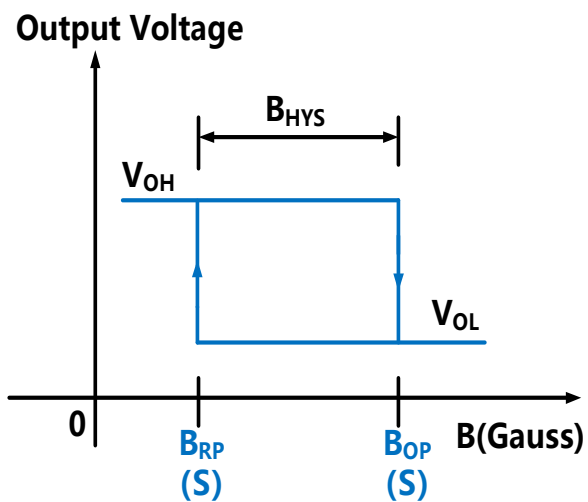 Output Voltage
BHYS
VOH
VOL
0
BRP
(S)
BOP
(S)
B(Gauss)